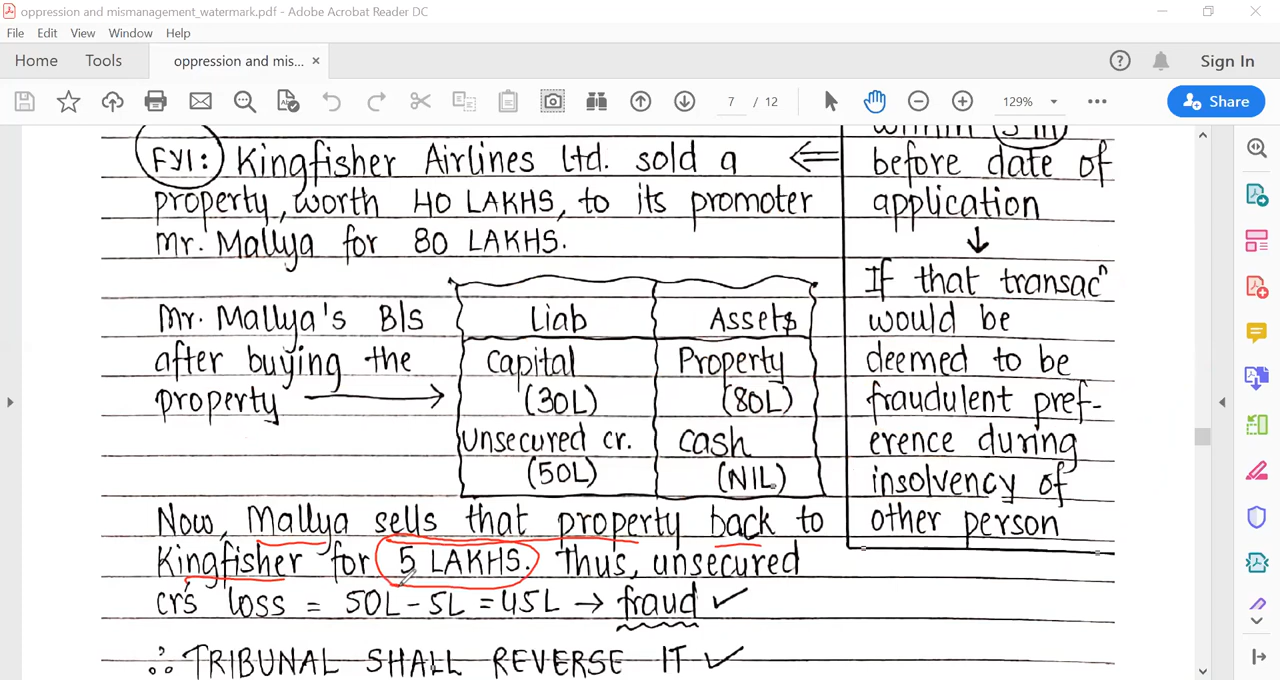 oppression and mismanagement_watermark.pdf - Adobe Acrobat Reader DC
File Edit View Window Help
Home Tools oppression and mis... ×
7 / 12 129% Share
Sign In
FYI: Kingfisher Airlines Ltd. sold a
property, worth 40 LAKHS, to its promoter
Mr. Mallya for 80 LAKHS.
Mr. Mallya's B/s
after buying the
property
Liab Assets
Capital Property
(30L) (80L)
Unsecured cr. Cash
(50L) (NIL)
Now, Mallya sells that property back to
Kingfisher for 5 LAKHS. Thus, unsecured
cr's loss = 50L - 5L = 45L → fraud ✓
∴ TRIBUNAL SHALL REVERSE IT ✓
within
before date of
application
If that transacⁿ
would be
deemed to be
fraudulent pref-
erence during
insolvency of
other person